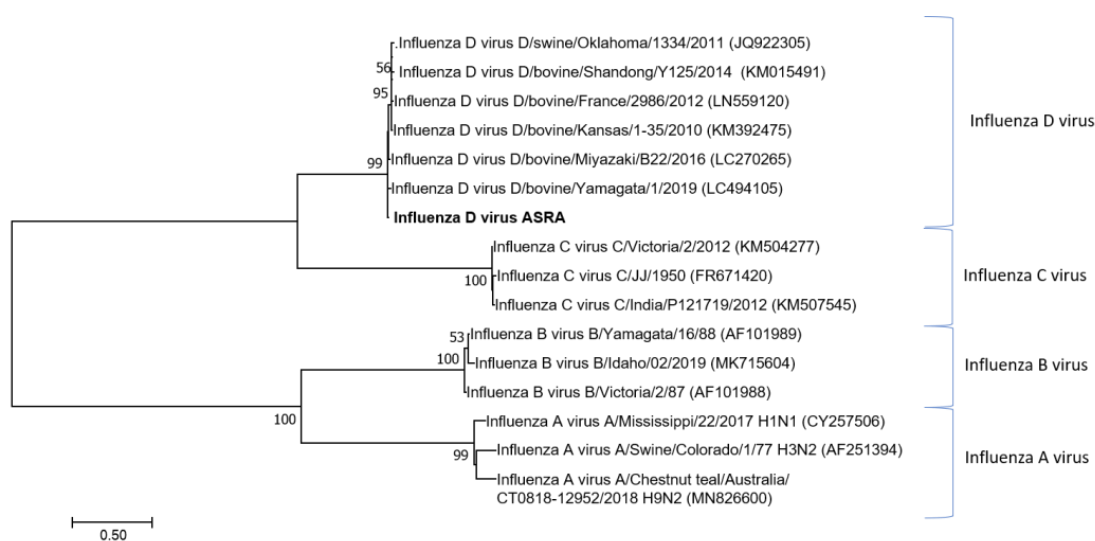 Influenza D virus D/swine/Oklahoma/1334/2011 (JQ922305)
56
Influenza D virus D/bovine/Shandong/Y125/2014 (KM015491)
95
Influenza D virus D/bovine/France/2986/2012 (LN559120)
Influenza D virus
Influenza D virus D/bovine/Kansas/1-35/2010 (KM392475)
99
Influenza D virus D/bovine/Miyazaki/B22/2016 (LC270265)
Influenza D virus D/bovine/Yamagata/1/2019 (LC494105)
Influenza D virus ASRA
Influenza C virus C/Victoria/2/2012 (KM504277)
100
Influenza C virus C/JJ/1950 (FR671420)
Influenza C virus
Influenza C virus C/India/P121719/2012 (KM507545)
53
Influenza B virus B/Yamagata/16/88 (AF101989)
100
Influenza B virus B/Idaho/02/2019 (MK715604)
Influenza B virus
Influenza B virus B/Victoria/2/87 (AF101988)
100
Influenza A virus A/Mississippi/22/2017 H1N1 (CY257506)
99
Influenza A virus A/Swine/Colorado/1/77 H3N2 (AF251394)
Influenza A virus
Influenza A virus A/Chestnut teal/Australia/
CT0818-12952/2018 H9N2 (MN826600)
0.50